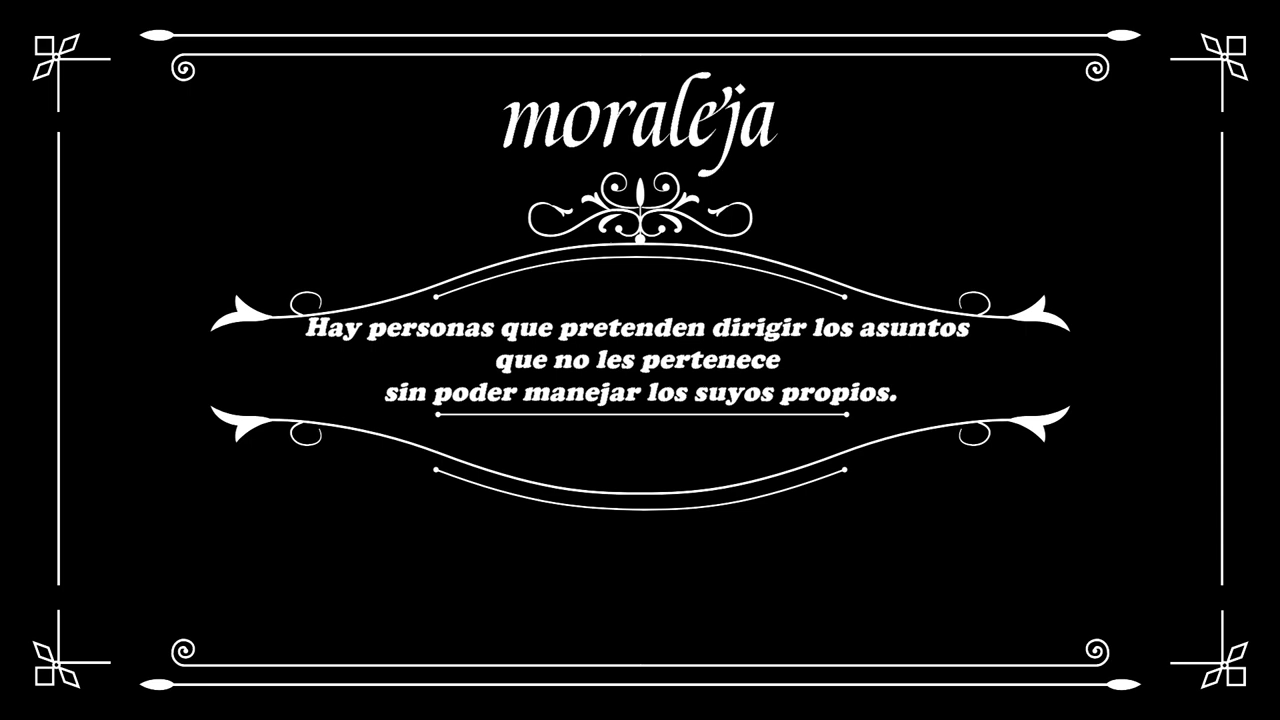 moraleja
Hay personas que pretenden dirigir los asuntos
que no les pertenece
sin poder manejar los suyos propios.